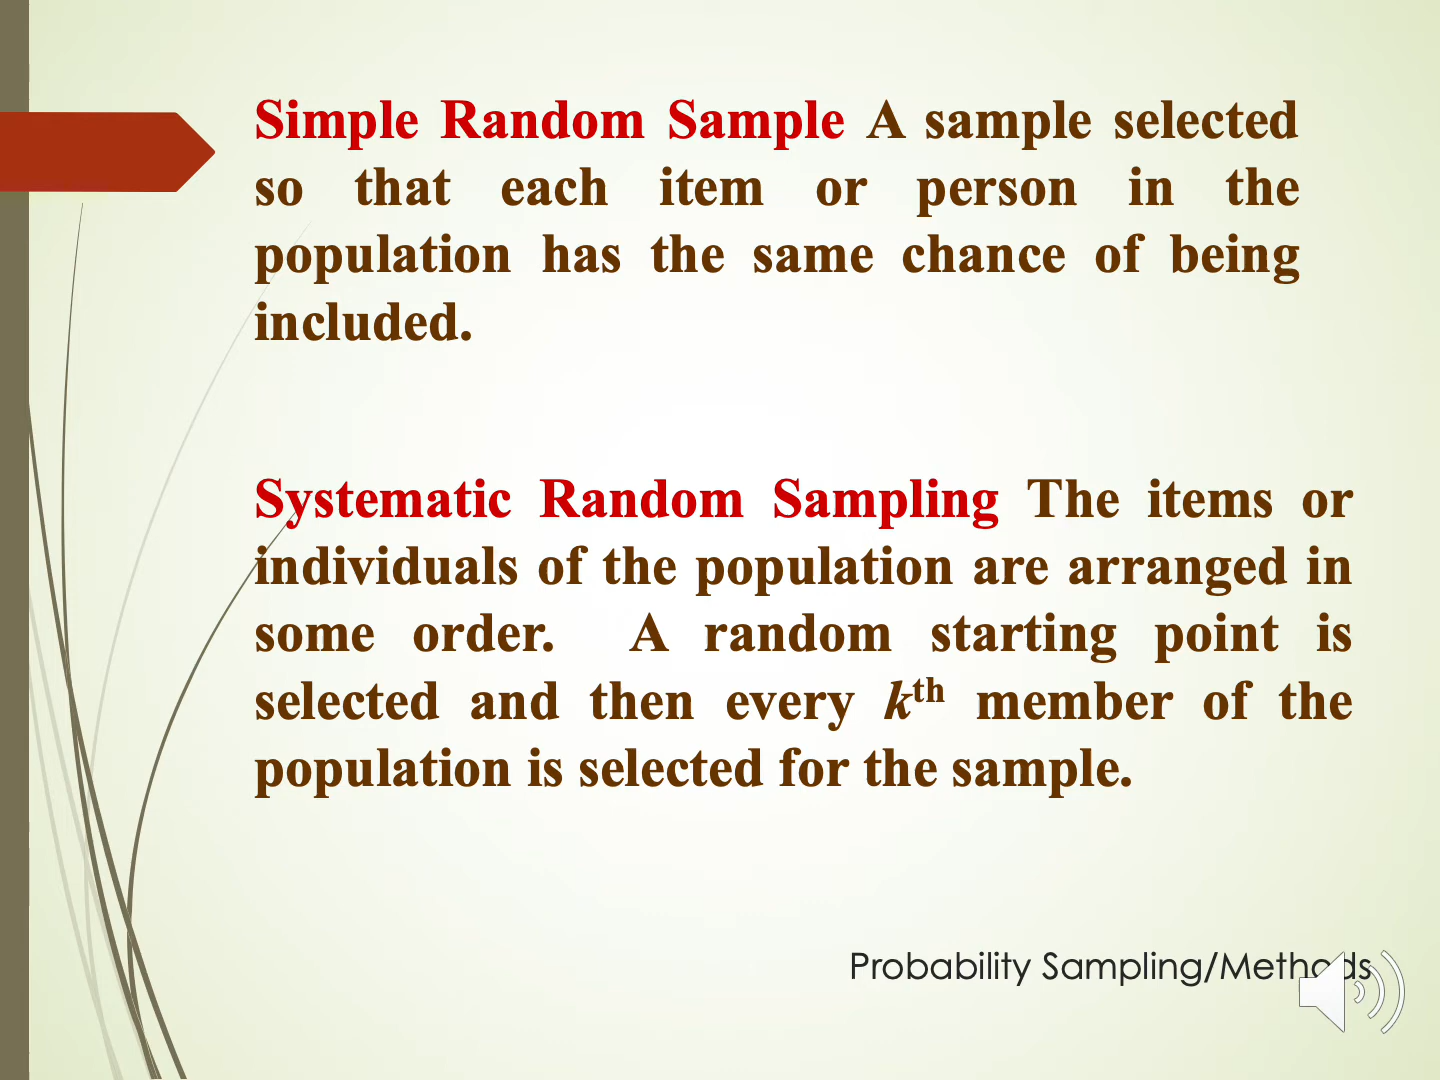 Simple Random Sample A sample selected
so that each item or person in the
population has the same chance of being
included.
Systematic Random Sampling The items or
individuals of the population are arranged in
some order. A random starting point is
selected and then every kth member of the
population is selected for the sample.
Probability Sampling/Methods